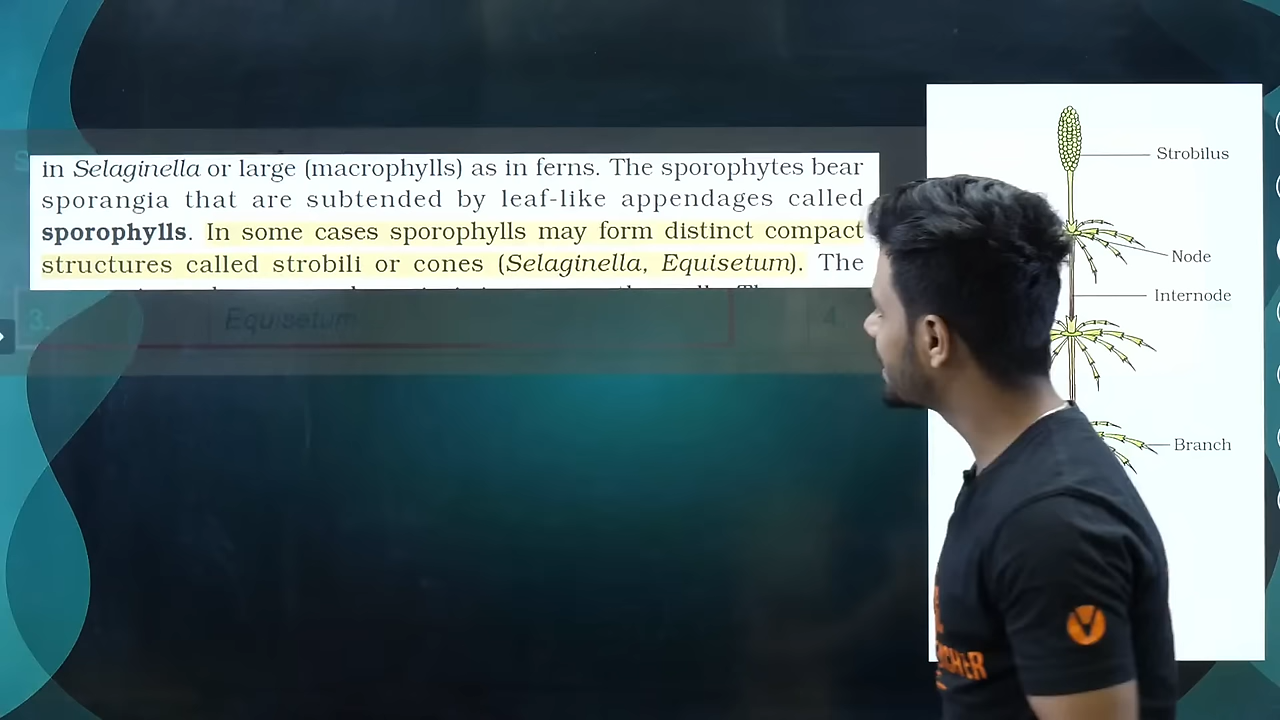 in Selaginella or large (macrophylls) as in ferns. The sporophytes bear
sporangia that are subtended by leaf-like appendages called
sporophylls. In some cases sporophylls may form distinct compact
structures called strobili or cones (Selaginella, Equisetum). The
3. Equisetum 4.
Strobilus
Node
Internode
Branch